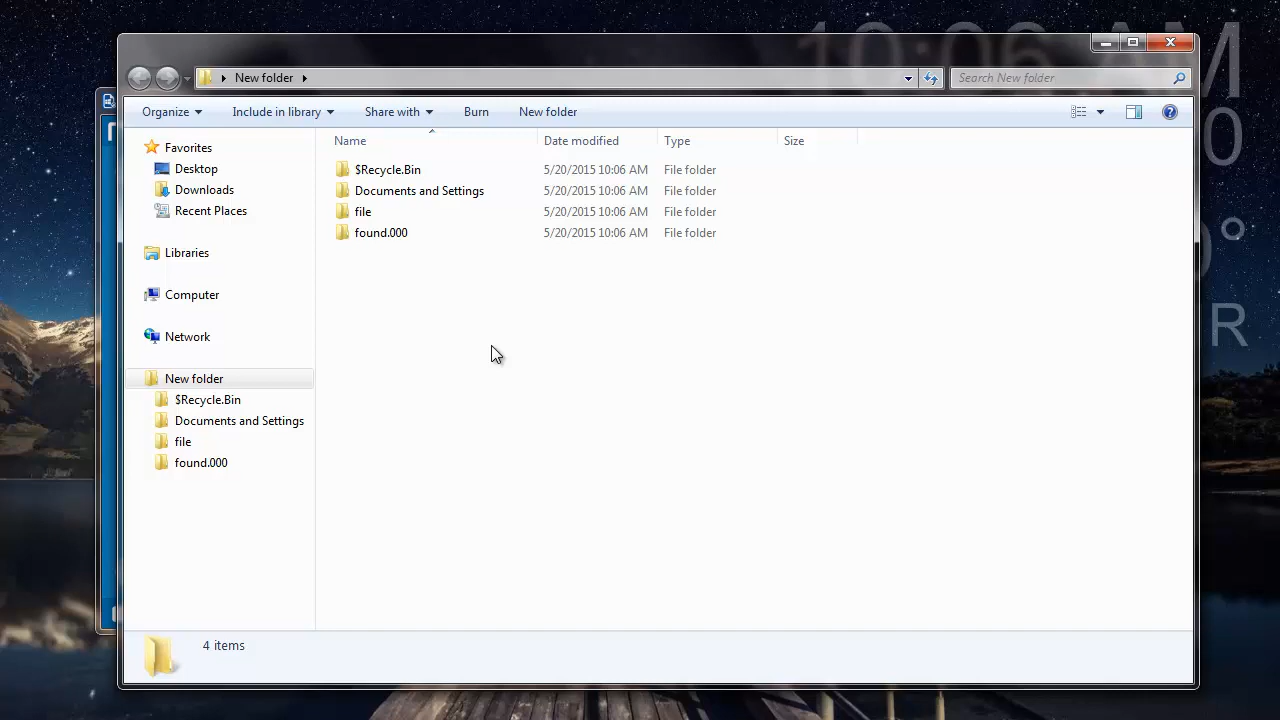 10:06 AM
New folder
Search New folder
Organize Include in library Share with Burn New folder
Name Date modified Type Size
Favorites
Desktop
Downloads
Recent Places
Libraries
Computer
Network
New folder
$Recycle.Bin
Documents and Settings
file
found.000
$Recycle.Bin 5/20/2015 10:06 AM File folder
Documents and Settings 5/20/2015 10:06 AM File folder
file 5/20/2015 10:06 AM File folder
found.000 5/20/2015 10:06 AM File folder
4 items